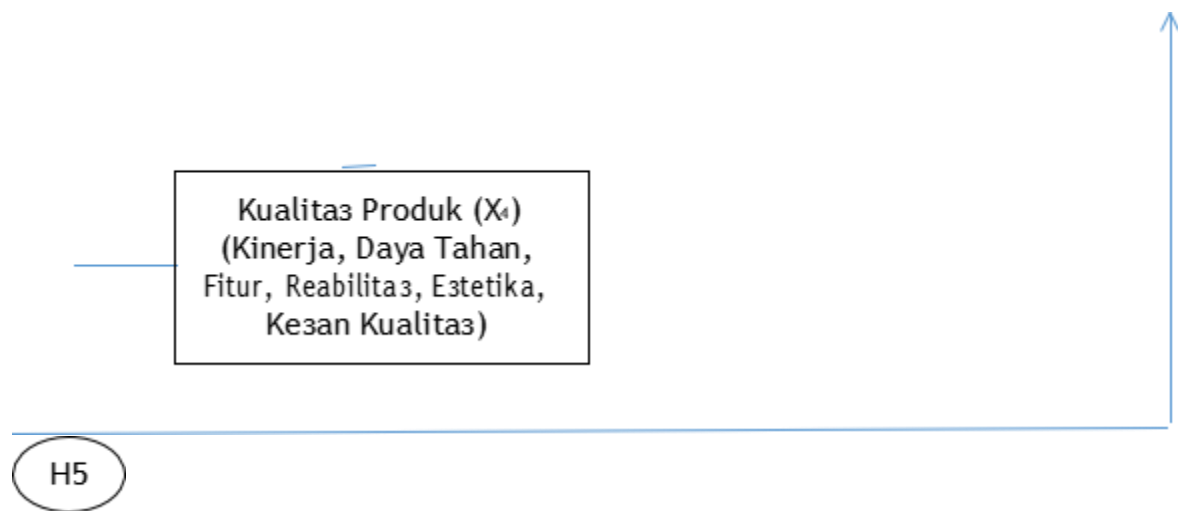 Kualitaз Produk (X₄)
(Kinerja, Daya Tahan,
Fitur, Reabilitaз, Eзtetika,
Keзan Kualitaз)
H5